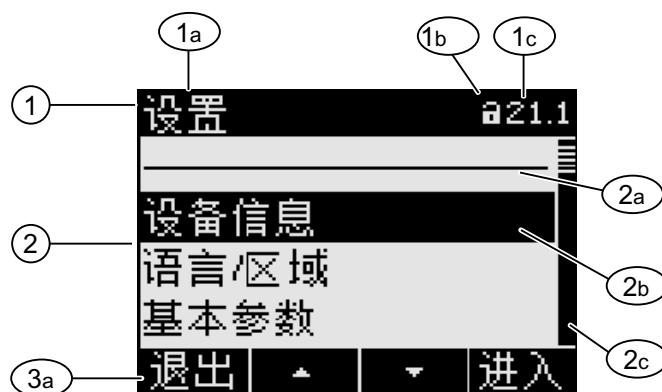 1a 1b 1c
1 设置 21.1
2a
设备信息
2 语言/区域
2b
基本参数
2c
3a 退出 进入